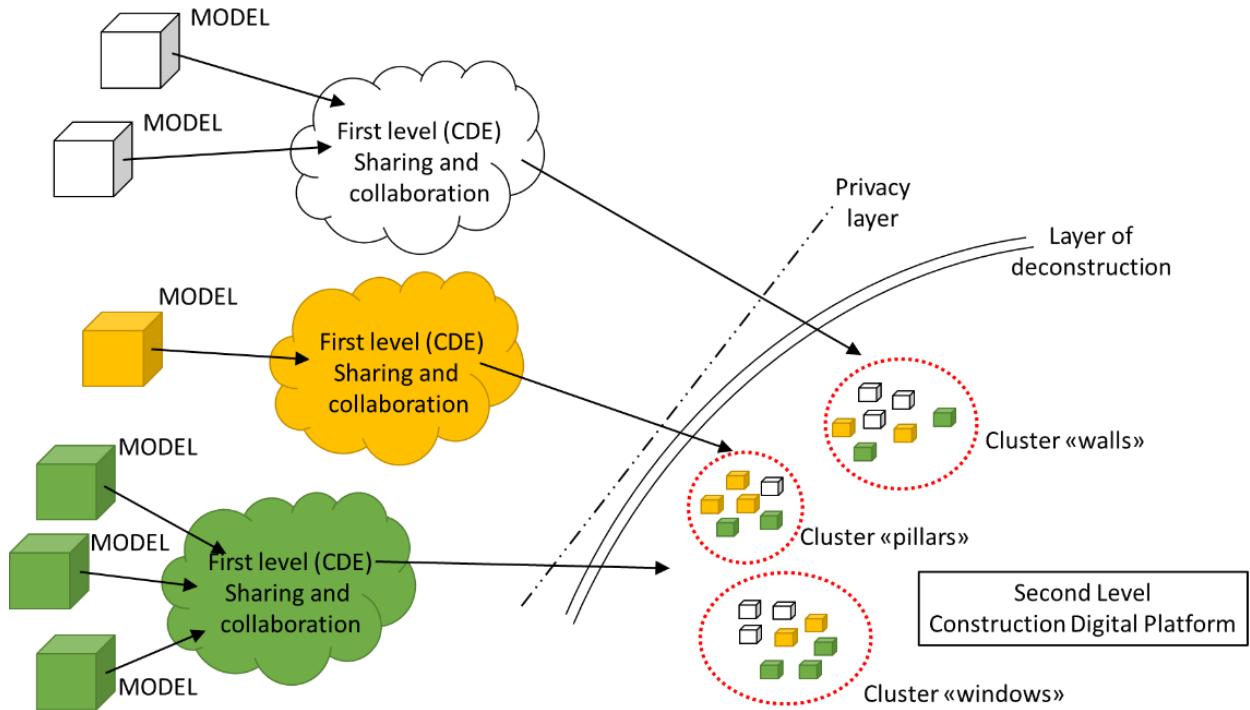 MODEL
MODEL
First level (CDE)
Sharing and
collaboration
Privacy
layer
Layer of
deconstruction
MODEL
First level (CDE)
Sharing and
collaboration
Cluster «walls»
MODEL
MODEL
First level (CDE)
Sharing and
collaboration
MODEL
Cluster «pillars»
Second Level
Construction Digital Platform
Cluster «windows»